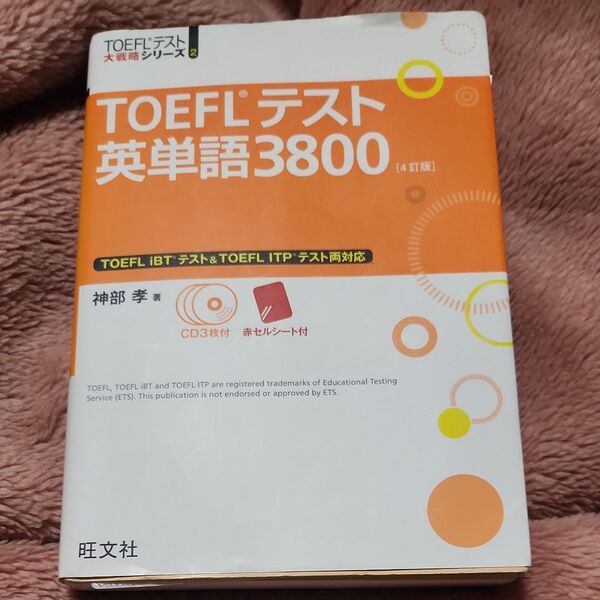 TOEFL®テスト
大戦略シリーズ 2
TOEFL®テスト
英単語3800 [4訂版]
TOEFL iBT®テスト&TOEFL ITP®テスト両対応
神部 孝 著
CD3枚付
赤セルシート付
TOEFL, TOEFL iBT and TOEFL ITP are registered trademarks of Educational Testing
Service (ETS). This publication is not endorsed or approved by ETS.
旺文社